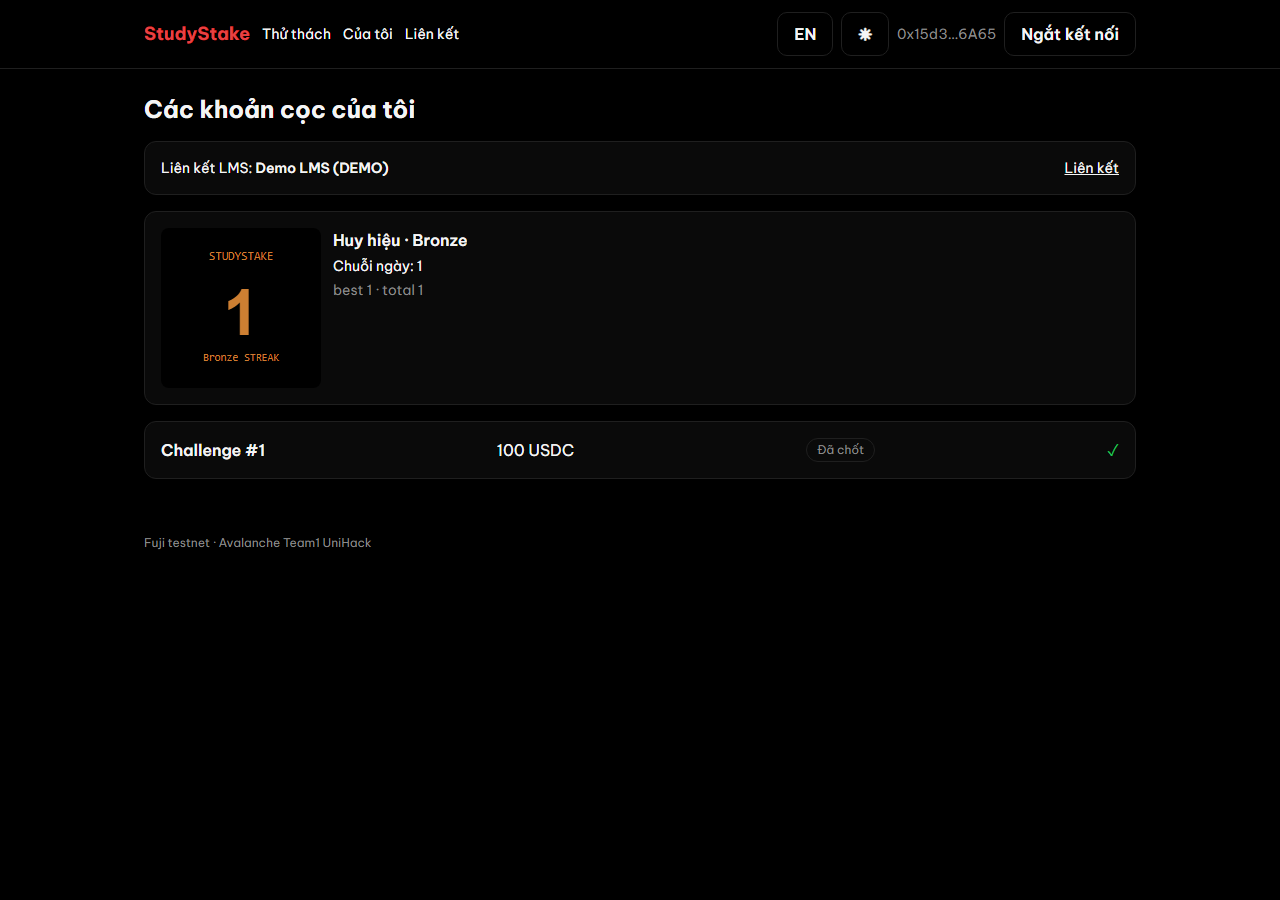 StudyStake Thử thách Của tôi Liên kết EN 0x15d3...6A65 Ngắt kết nối
Các khoản cọc của tôi
Liên kết LMS: Demo LMS (DEMO) Liên kết
STUDYSTAKE
1
Bronze STREAK
Huy hiệu · Bronze
Chuỗi ngày: 1
best 1 · total 1
Challenge #1 100 USDC Đã chốt ✓
Fuji testnet · Avalanche Team1 UniHack